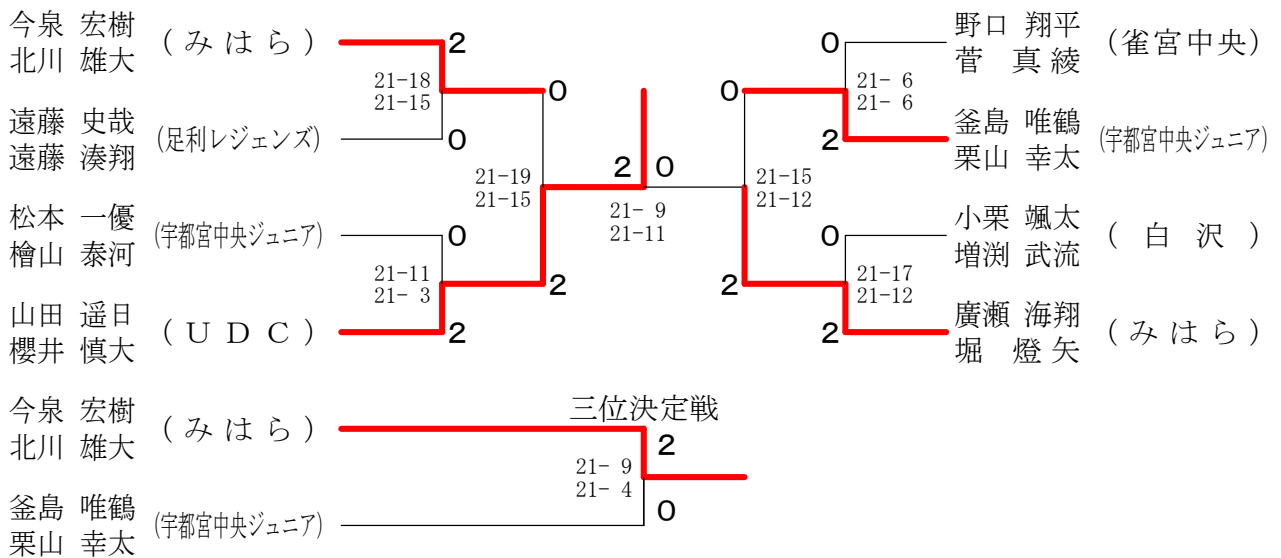 今泉 宏樹
北川 雄大
(みはら)
2
21-18
21-15
遠藤 史哉
遠藤 湊翔
(足利レジェンズ)
0
0
松本 一優
檜山 泰河
(宇都宮中央ジュニア)
0
21-11
21- 3
山田 遥日
櫻井 慎大
(UDC)
2
2
21-19
21-15
2
0
21- 9
21-11
野口 翔平
菅 真綾
(雀宮中央)
0
21- 6
21- 6
釜島 唯鶴
栗山 幸太
(宇都宮中央ジュニア)
2
0
21-15
21-12
小栗 颯太
増渕 武流
(白沢)
0
21-17
21-12
廣瀬 海翔
堀 燈矢
(みはら)
2
2
三位決定戦
今泉 宏樹
北川 雄大
(みはら)
2
21- 9
21- 4
釜島 唯鶴
栗山 幸太
(宇都宮中央ジュニア)
0